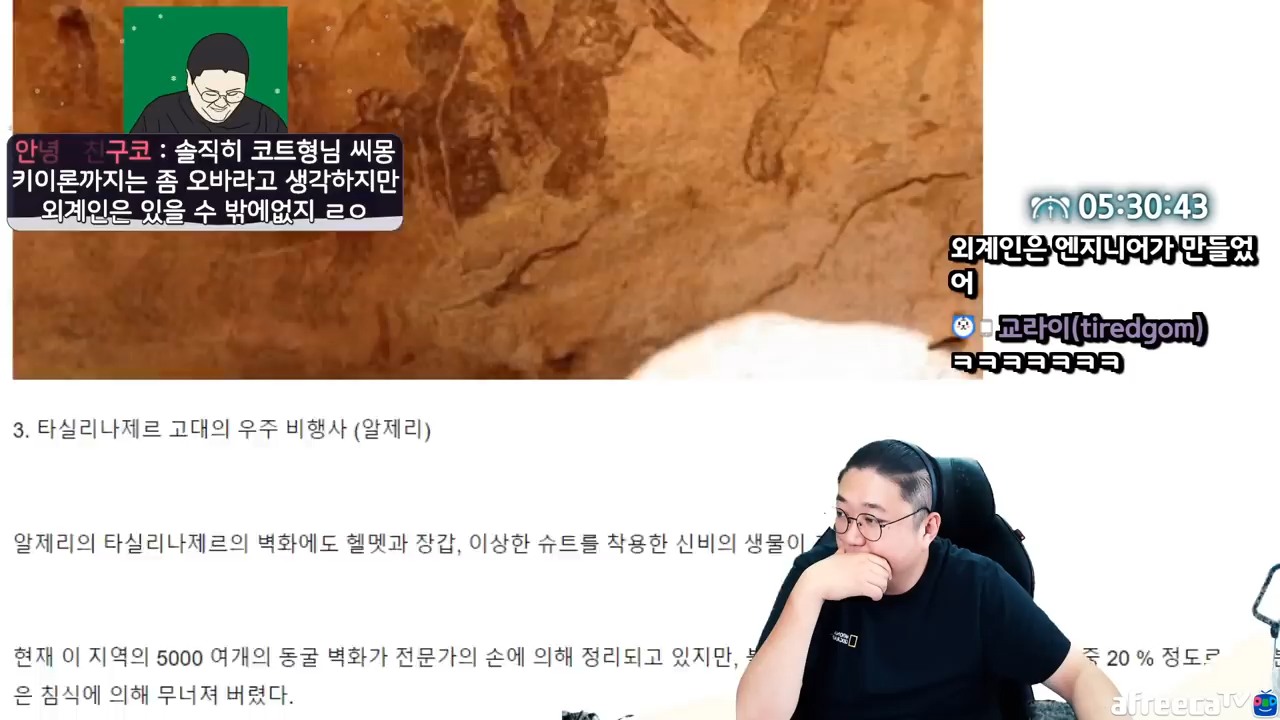 안녕 친구코 : 솔직히 코트형님 씨몽
키이론까지는 좀 오바라고 생각하지만
외계인은 있을 수 밖에없지 ㄹㅇ
05:30:43
외계인은 엔지니어가 만들었
어
교라이(tiredgom)
ㅋㅋㅋㅋㅋㅋㅋ
3. 타실리나제르 고대의 우주 비행사 (알제리)
알제리의 타실리나제르의 벽화에도 헬멧과 장갑, 이상한 슈트를 착용한 신비의 생물이
현재 이 지역의 5000 여개의 동굴 벽화가 전문가의 손에 의해 정리되고 있지만, 중 20 % 정도로
은 침식에 의해 무너져 버렸다.
afreecaTV